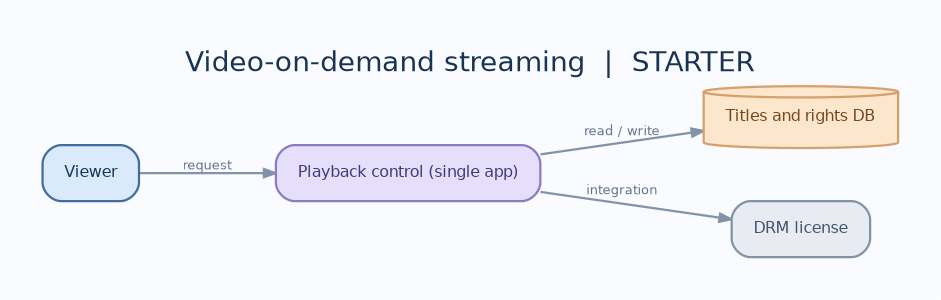 Video-on-demand streaming | STARTER
Titles and rights DB
read / write
Viewer
request
Playback control (single app)
integration
DRM license